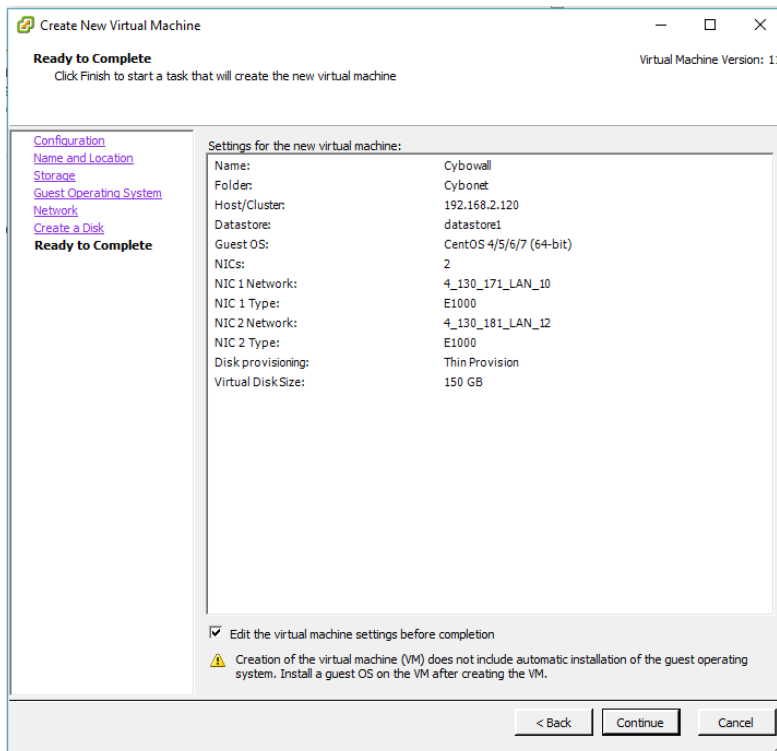 Create New Virtual Machine
Ready to Complete
Click Finish to start a task that will create the new virtual machine
Virtual Machine Version: 11
Configuration
Name and Location
Storage
Guest Operating System
Network
Create a Disk
Ready to Complete
Settings for the new virtual machine:
Name: Cybowall
Folder: Cybonet
Host/Cluster: 192.168.2.120
Datastore: datastore1
Guest OS: CentOS 4/5/6/7 (64-bit)
NICs: 2
NIC 1 Network: 4_130_171_LAN_10
NIC 1 Type: E1000
NIC 2 Network: 4_130_181_LAN_12
NIC 2 Type: E1000
Disk provisioning: Thin Provision
Virtual Disk Size: 150 GB
Edit the virtual machine settings before completion
Creation of the virtual machine (VM) does not include automatic installation of the guest operating
system. Install a guest OS on the VM after creating the VM.
< Back Continue Cancel